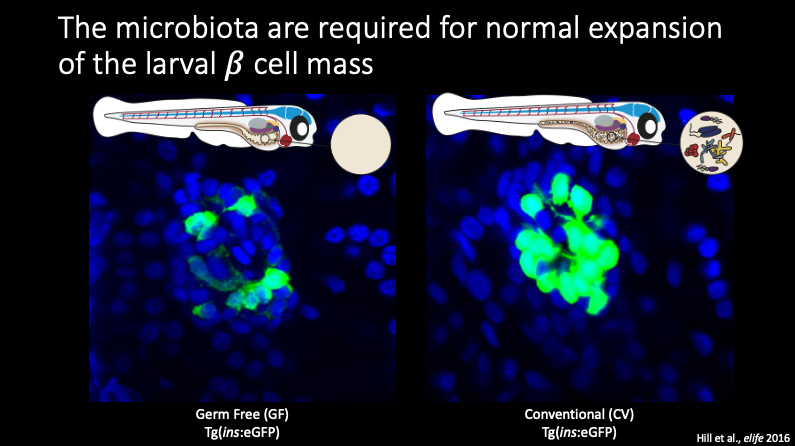 The microbiota are required for normal expansion
of the larval β cell mass
Germ Free (GF)
Tg(ins:eGFP)
Conventional (CV)
Tg(ins:eGFP)
Hill et al., elife 2016